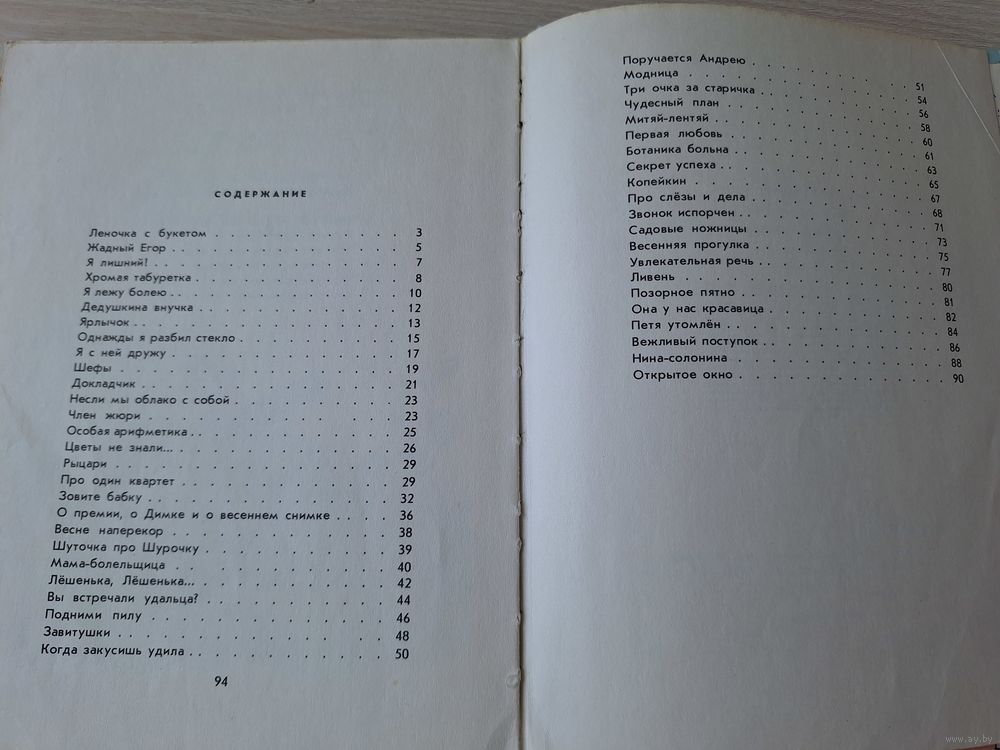 СОДЕРЖАНИЕ
Леночка с букетом . . . . . . . . . . . 3
Жадный Егор . . . . . . . . . . . . 5
Я лишний! . . . . . . . . . . . . . 7
Хромая табуретка . . . . . . . . . . . 8
Я лежу болею . . . . . . . . . . . . 10
Дедушкина внучка . . . . . . . . . . . 12
Ярлычок . . . . . . . . . . . . . . 13
Однажды я разбил стекло . . . . . . . . 15
Я с ней дружу . . . . . . . . . . . . 17
Шефы . . . . . . . . . . . . . . . 19
Докладчик . . . . . . . . . . . . . 21
Несли мы облако с собой . . . . . . . . 23
Член жюри . . . . . . . . . . . . . 23
Особая арифметика . . . . . . . . . . . 25
Цветы не знали... . . . . . . . . . . . 26
Рыцари . . . . . . . . . . . . . . 29
Про один квартет . . . . . . . . . . . 29
Зовите бабку . . . . . . . . . . . . 32
О премии, о Димке и о весеннем снимке . . . . 36
Весне наперекор . . . . . . . . . . . 38
Шуточка про Шурочку . . . . . . . . . . 39
Мама-болельщица . . . . . . . . . . . 40
Лёшенька, Лёшенька... . . . . . . . . . . 42
Вы встречали удальца? . . . . . . . . . . 44
Подними пилу . . . . . . . . . . . . 46
Завитушки . . . . . . . . . . . . . 48
Когда закусишь удила . . . . . . . . . . 50
94
Поручается Андрею . . . . . . . . . . 51
Модница . . . . . . . . . . . . . . 54
Три очка за старичка . . . . . . . . . . 56
Чудесный план . . . . . . . . . . . . 58
Митяй-лентяй . . . . . . . . . . . . 60
Первая любовь . . . . . . . . . . . . 61
Ботаника больна . . . . . . . . . . . 63
Секрет успеха . . . . . . . . . . . . 65
Копейкин . . . . . . . . . . . . . 67
Про слёзы и дела . . . . . . . . . . . 68
Звонок испорчен . . . . . . . . . . . 71
Садовые ножницы . . . . . . . . . . . 73
Весенняя прогулка . . . . . . . . . . . 75
Увлекательная речь . . . . . . . . . . 77
Ливень . . . . . . . . . . . . . . 80
Позорное пятно . . . . . . . . . . . . 81
Она у нас красавица . . . . . . . . . . 82
Петя утомлён . . . . . . . . . . . . 84
Вежливый поступок . . . . . . . . . . . 86
Нина-солонина . . . . . . . . . . . . 88
Открытое окно . . . . . . . . . . . . 90
www.ay.by